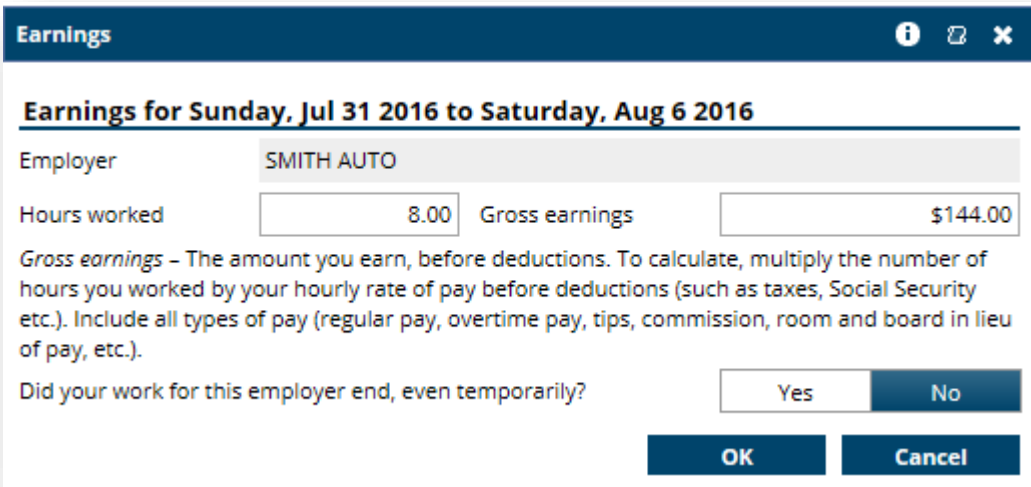 Earnings
Earnings for Sunday, Jul 31 2016 to Saturday, Aug 6 2016
Employer SMITH AUTO
Hours worked 8.00 Gross earnings $144.00
Gross earnings – The amount you earn, before deductions. To calculate, multiply the number of
hours you worked by your hourly rate of pay before deductions (such as taxes, Social Security
etc.). Include all types of pay (regular pay, overtime pay, tips, commission, room and board in lieu
of pay, etc.).
Did your work for this employer end, even temporarily? Yes No
OK Cancel